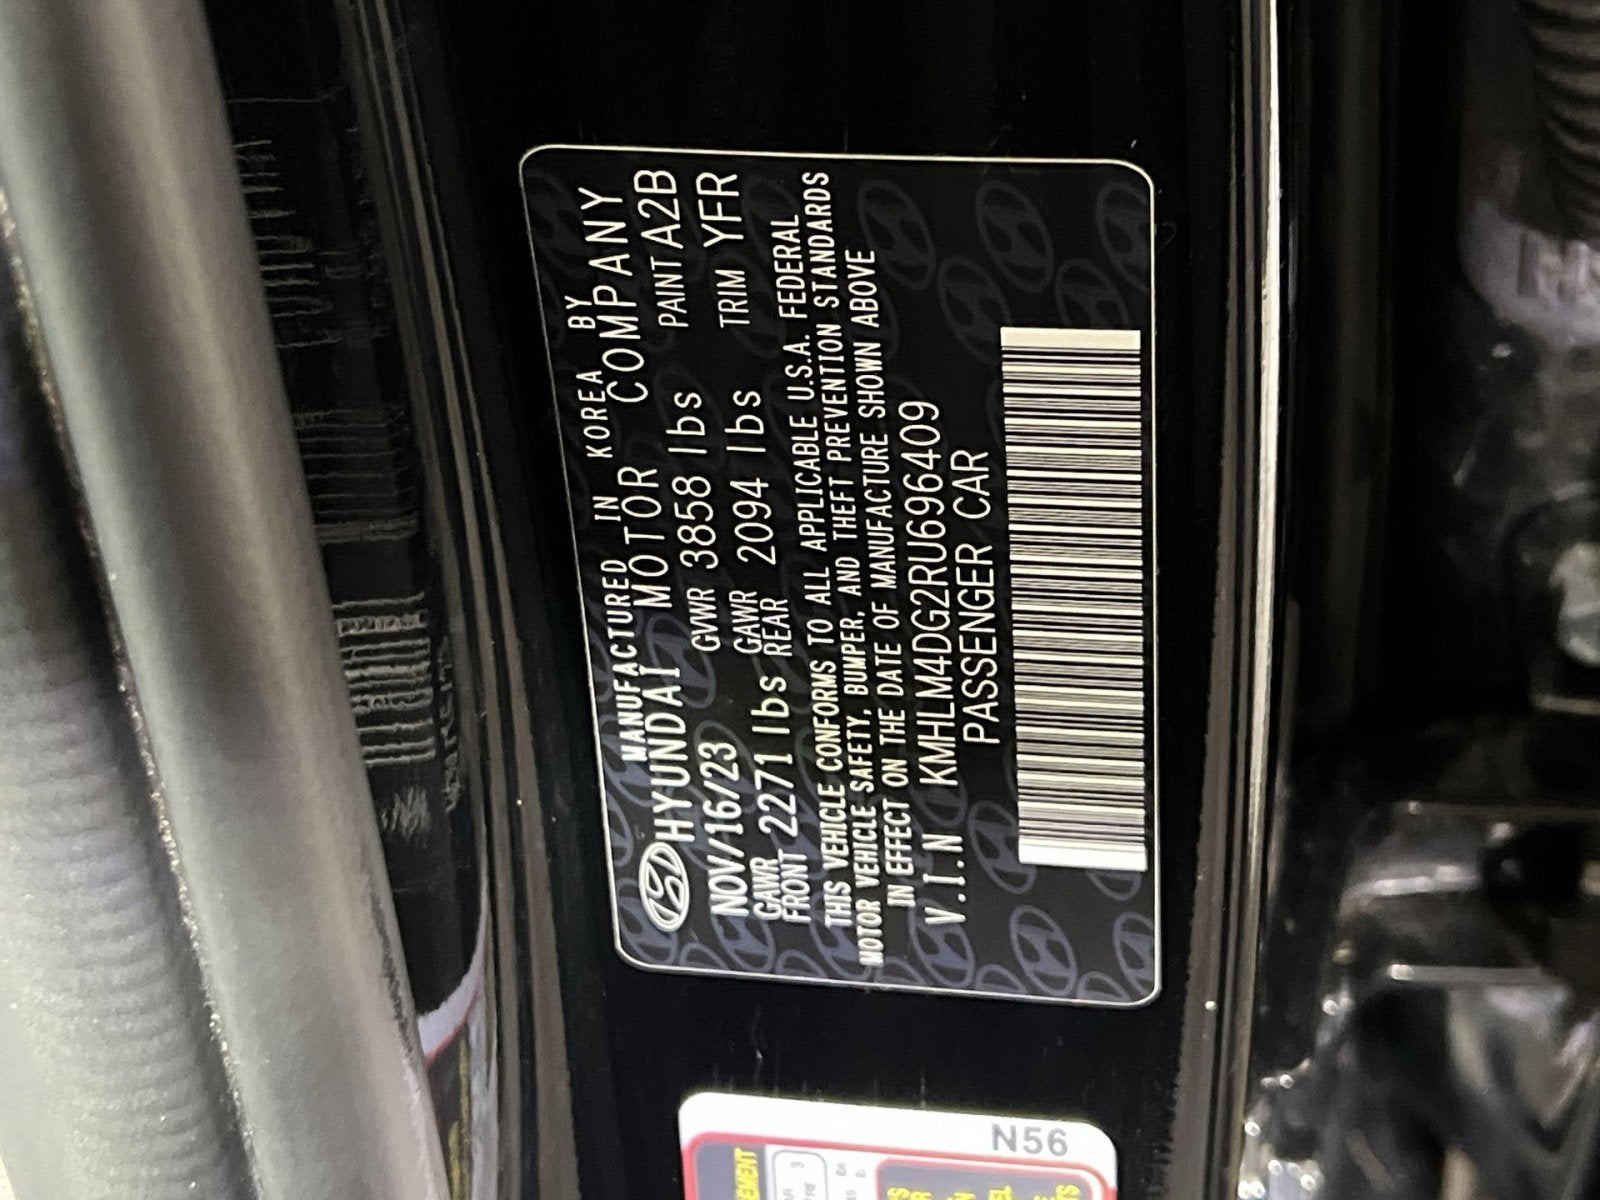 MANUFACTURED IN KOREA BY
HYUNDAI MOTOR COMPANY
NOV/16/23 GVWR 3858 lbs PAINT A2B
GAWR FRONT 2271 lbs GAWR REAR 2094 lbs TRIM YFR
THIS VEHICLE CONFORMS TO ALL APPLICABLE U.S.A. FEDERAL
MOTOR VEHICLE SAFETY, BUMPER, AND THEFT PREVENTION STANDARDS
IN EFFECT ON THE DATE OF MANUFACTURE SHOWN ABOVE
V.I.N KMHLM4DG2RU696409
PASSENGER CAR
N56